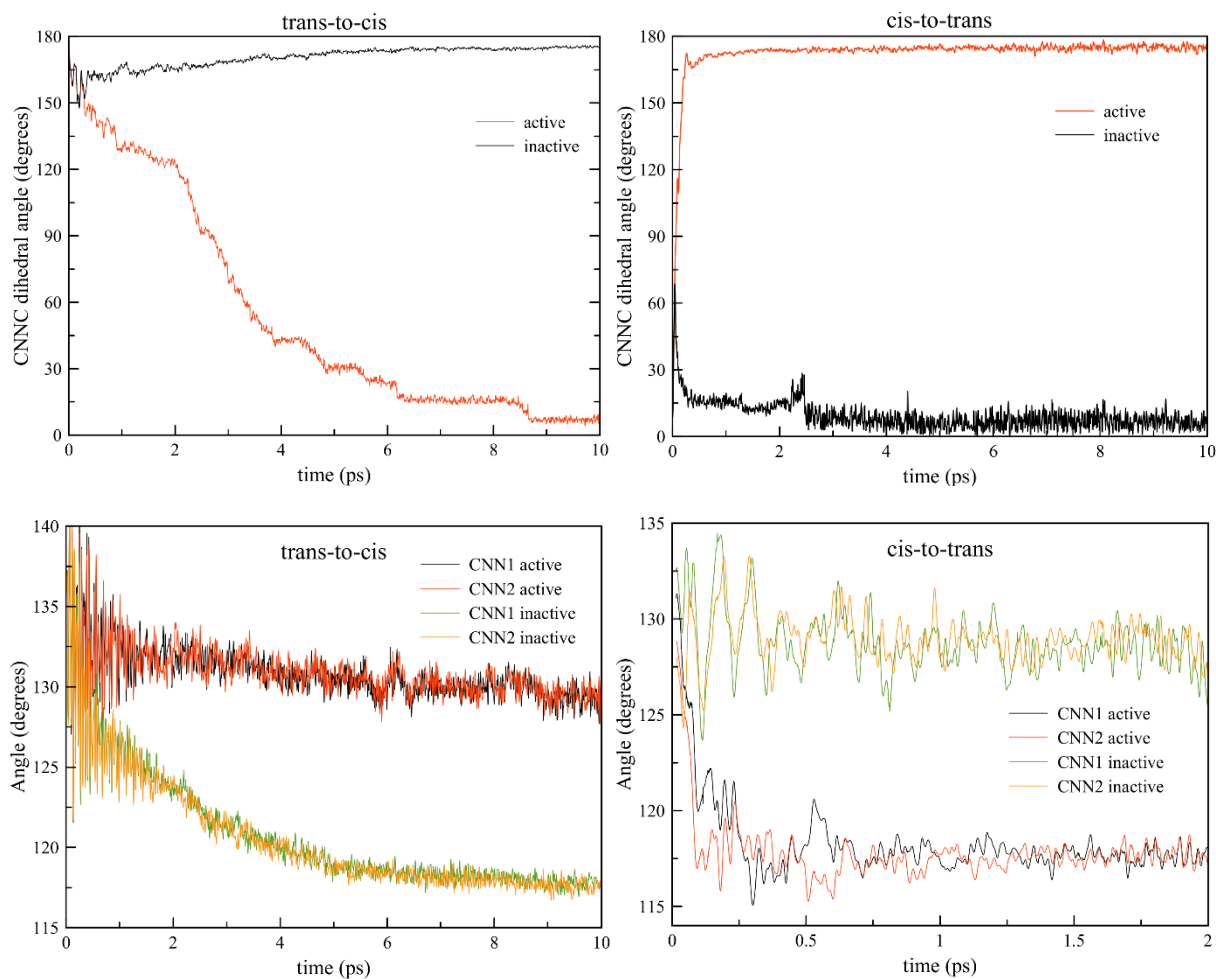 trans-to-cis
180
150
120
90
60
30
0
CNNC dihedral angle (degrees)
active
inactive
0 2 4 6 8 10
time (ps)
cis-to-trans
180
150
120
90
60
30
0
CNNC dihedral angle (degrees)
active
inactive
0 2 4 6 8 10
time (ps)
trans-to-cis
140
135
130
125
120
115
Angle (degrees)
CNN1 active
CNN2 active
CNN1 inactive
CNN2 inactive
0 2 4 6 8 10
time (ps)
cis-to-trans
135
130
125
120
115
Angle (degrees)
CNN1 active
CNN2 active
CNN1 inactive
CNN2 inactive
0 0.5 1 1.5 2
time (ps)